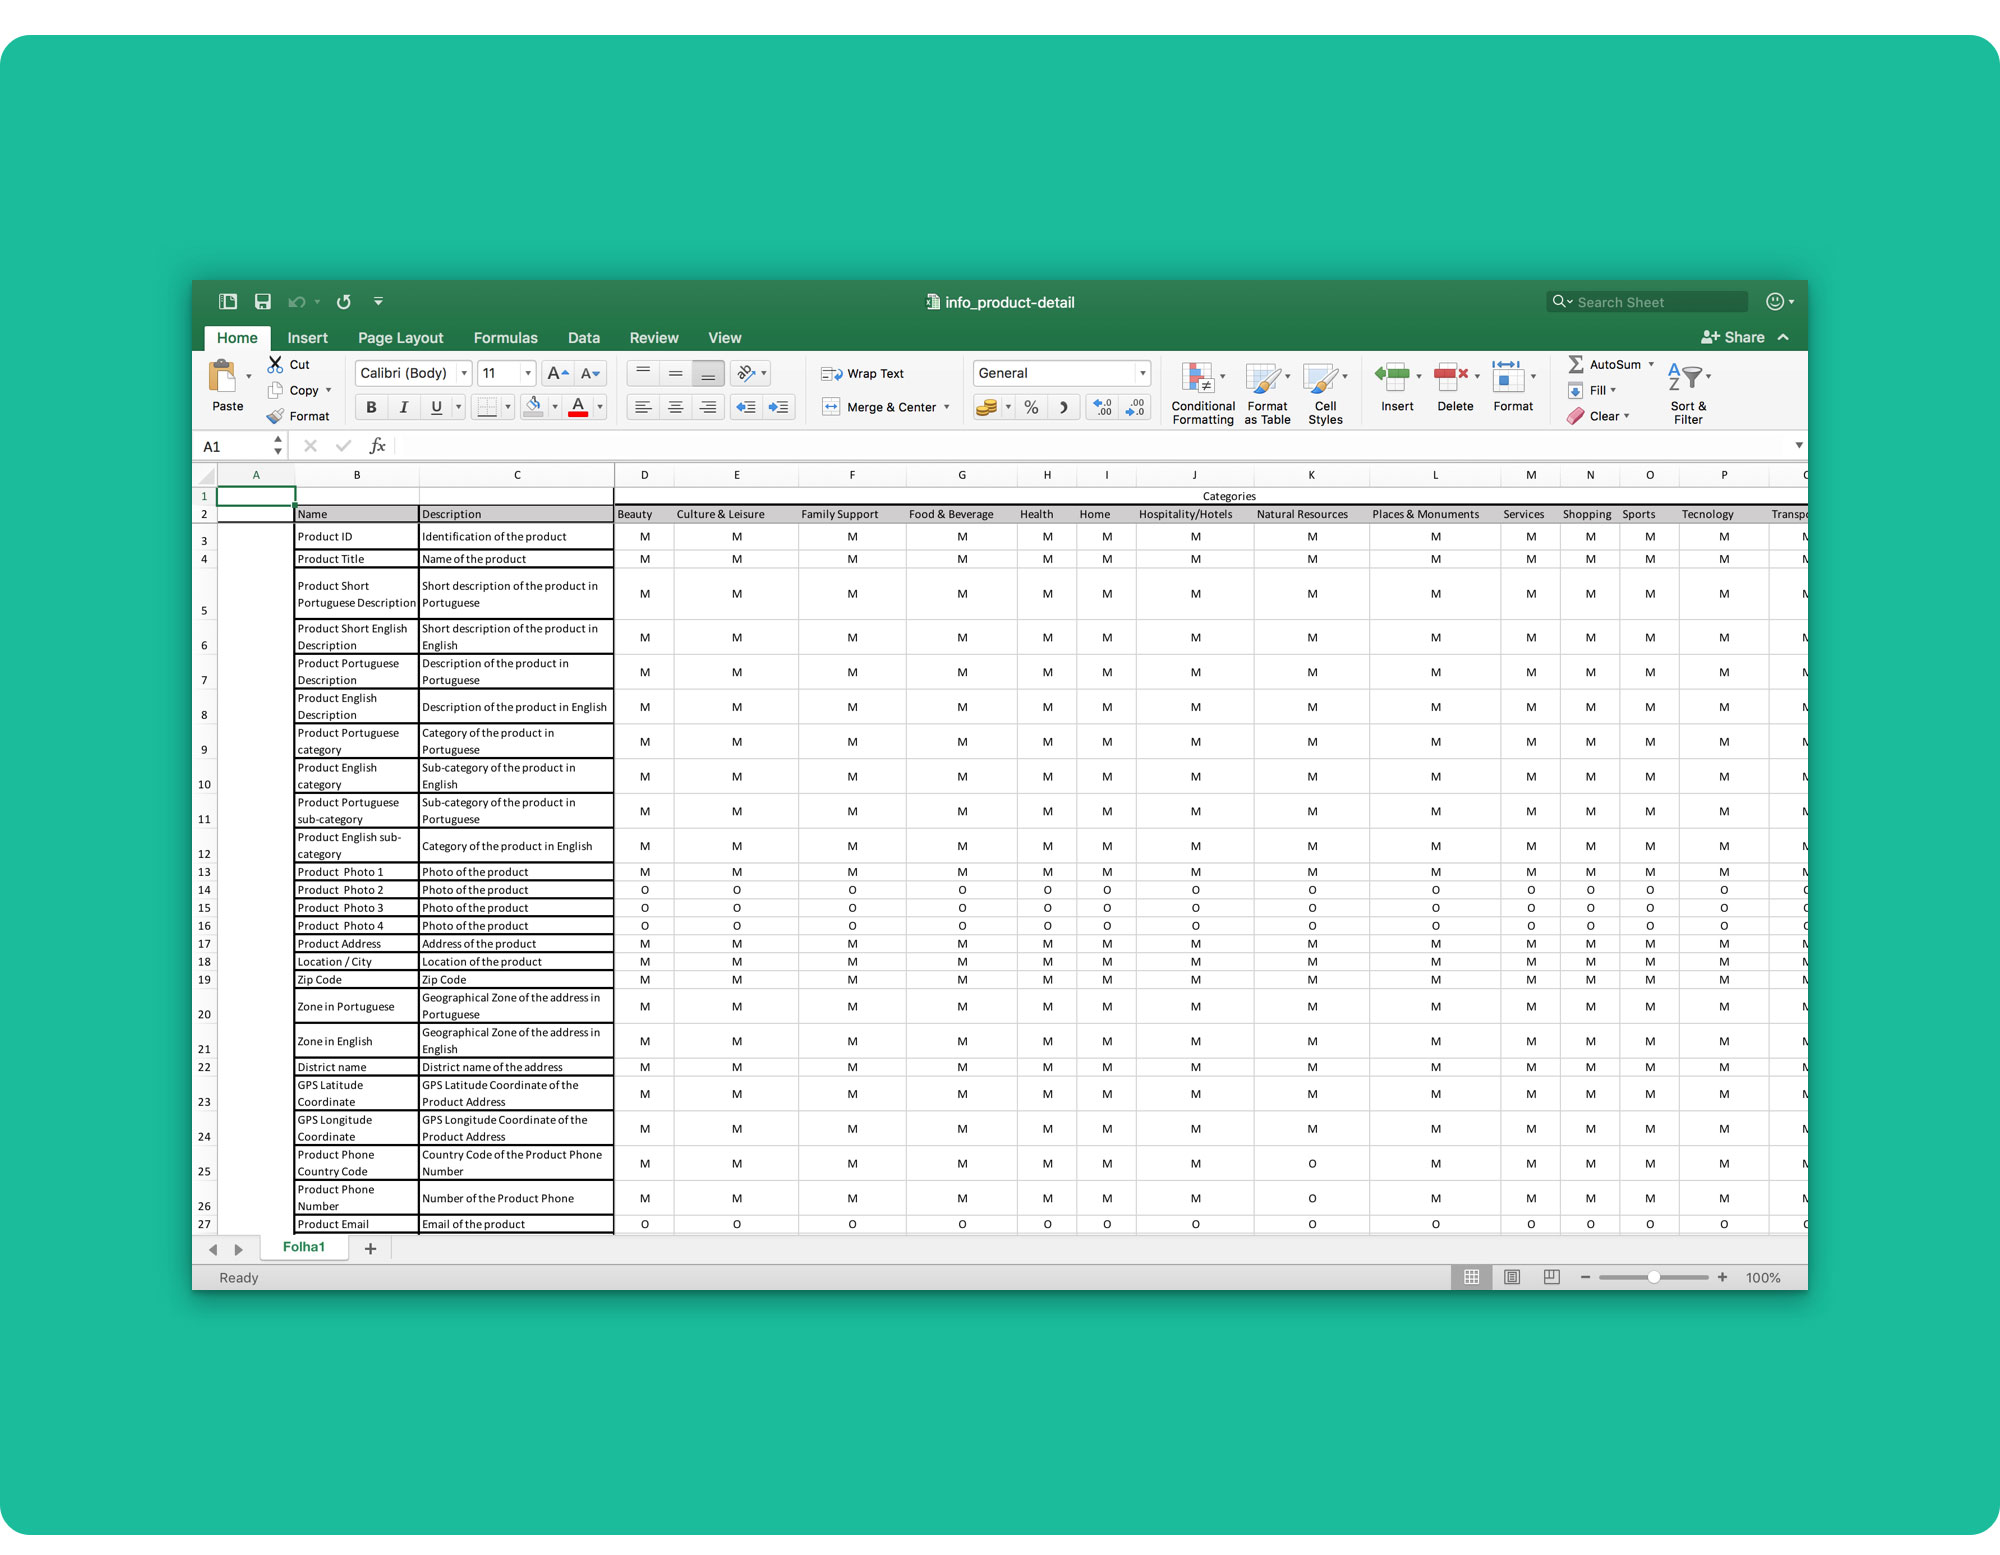 info_product-detail
Search Sheet
Home Insert Page Layout Formulas Data Review View
Share
Paste
Cut
Copy
Format
Calibri (Body) 11
B I U
Wrap Text
Merge & Center
General
Conditional Formatting
Format as Table
Cell Styles
Insert
Delete
Format
AutoSum
Fill
Clear
Sort & Filter
A1 fx
A B C D E F G H I J K L M N O P
1 Categories
2 Name Description Beauty Culture & Leisure Family Support Food & Beverage Health Home Hospitality/Hotels Natural Resources Places & Monuments Services Shopping Sports Tecnology
3 Product ID Identification of the product M M M M M M M M M M M M M
4 Product Title Name of the product M M M M M M M M M M M M M
5 Product Short Portuguese Description Short description of the product in Portuguese M M M M M M M M M M M M M
6 Product Short English Description Short description of the product in English M M M M M M M M M M M M M
7 Product Portuguese Description Description of the product in Portuguese M M M M M M M M M M M M M
8 Product English Description Description of the product in English M M M M M M M M M M M M M
9 Product Portuguese category Category of the product in Portuguese M M M M M M M M M M M M M
10 Product English category Sub-category of the product in English M M M M M M M M M M M M M
11 Product Portuguese sub-category Sub-category of the product in Portuguese M M M M M M M M M M M M M
12 Product English sub-category Category of the product in English M M M M M M M M M M M M M
13 Product Photo 1 Photo of the product M M M M M M M M M M M M M
14 Product Photo 2 Photo of the product O O O O O O O O O O O O O
15 Product Photo 3 Photo of the product O O O O O O O O O O O O O
16 Product Photo 4 Photo of the product O O O O O O O O O O O O O
17 Product Address Address of the product M M M M M M M M M M M M M
18 Location / City Location of the product M M M M M M M M M M M M M
19 Zip Code Zip Code M M M M M M M M M M M M M
20 Zone in Portuguese Geographical Zone of the address in Portuguese M M M M M M M M M M M M M
21 Zone in English Geographical Zone of the address in English M M M M M M M M M M M M M
22 District name District name of the address M M M M M M M M M M M M M
23 GPS Latitude Coordinate GPS Latitude Coordinate of the Product Address M M M M M M M M M M M M M
24 GPS Longitude Coordinate GPS Longitude Coordinate of the Product Address M M M M M M M M M M M M M
25 Product Phone Country Code Country Code of the Product Phone Number M M M M M M M O M M M M M
26 Product Phone Number Number of the Product Phone M M M M M M M O M M M M M
27 Product Email Email of the product O O O O O O O O O O O O O
Folha1 +
Ready 100%